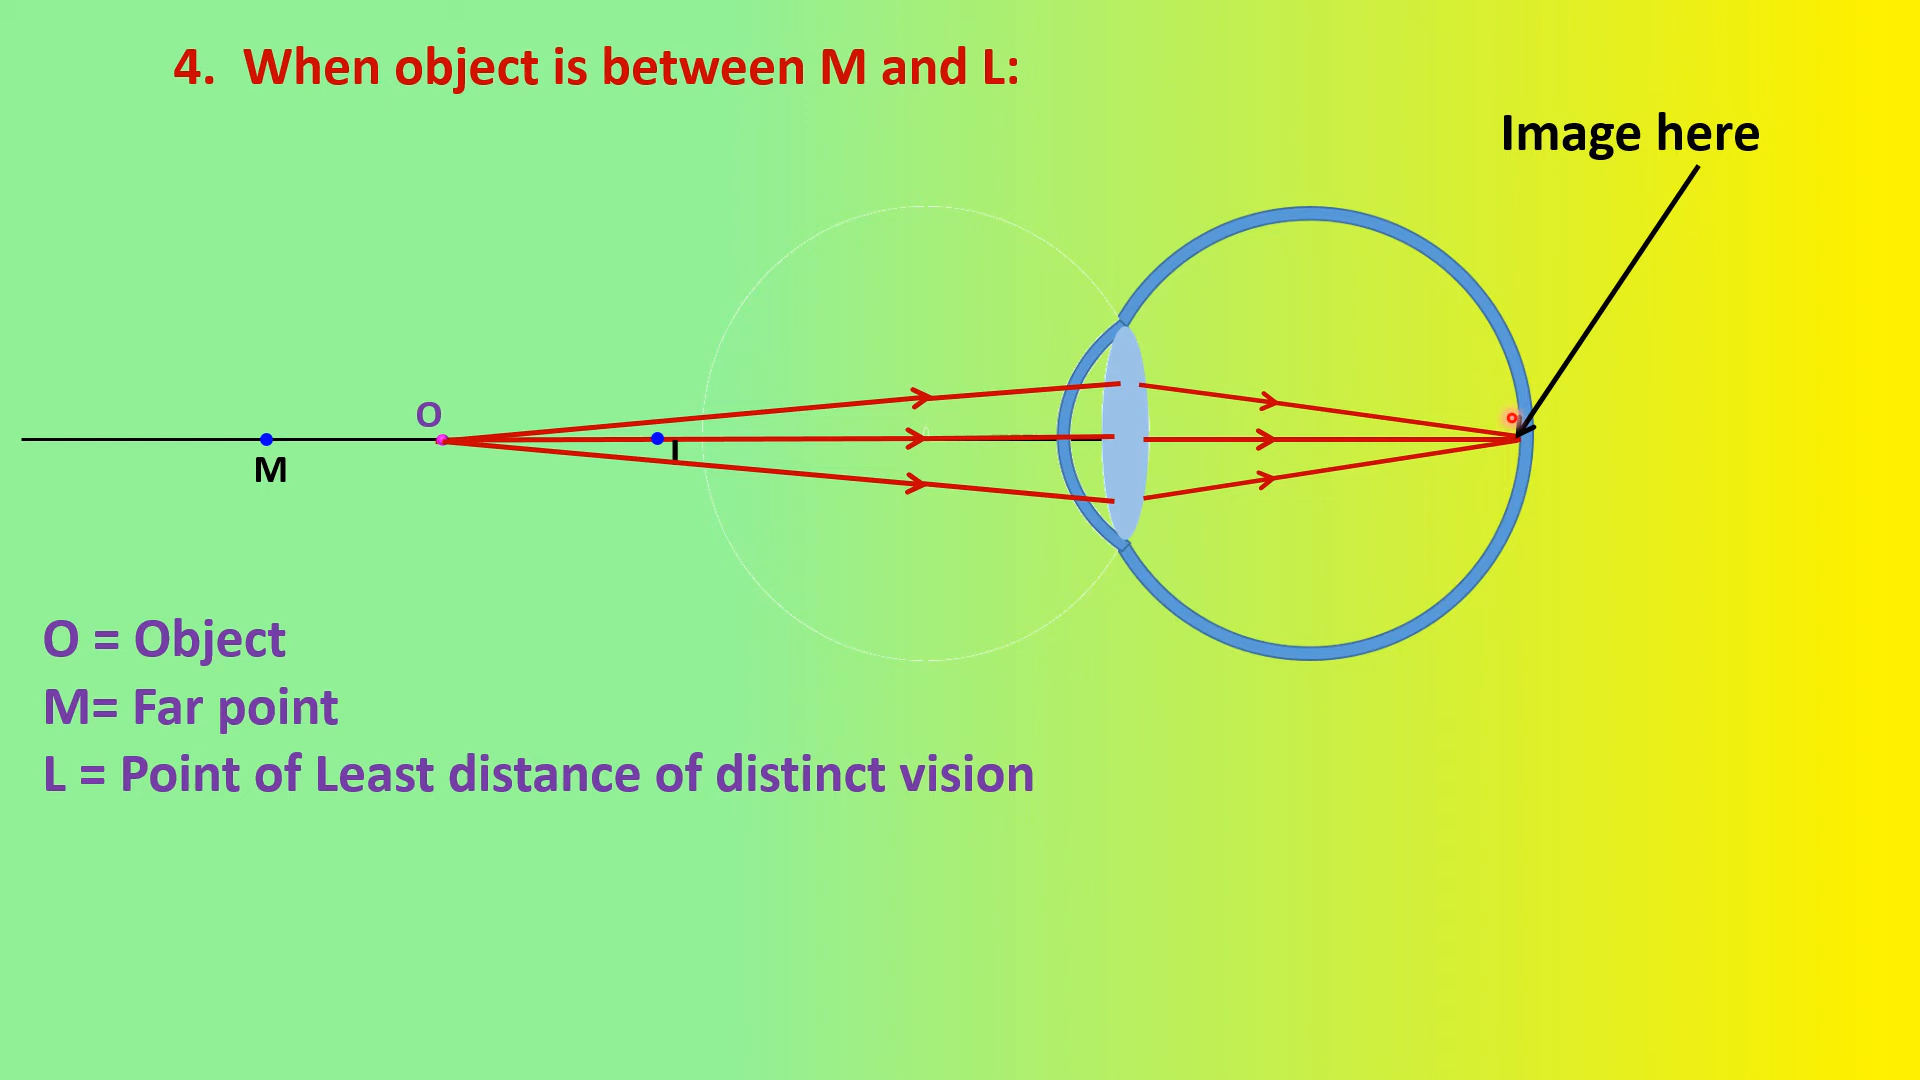 4. When object is between M and L:
Image here
O
M
O = Object
M= Far point
L = Point of Least distance of distinct vision